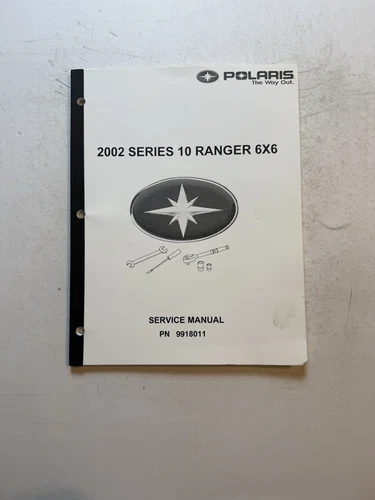 POLARIS
The Way Out.
2002 SERIES 10 RANGER 6X6
SERVICE MANUAL
PN 9918011